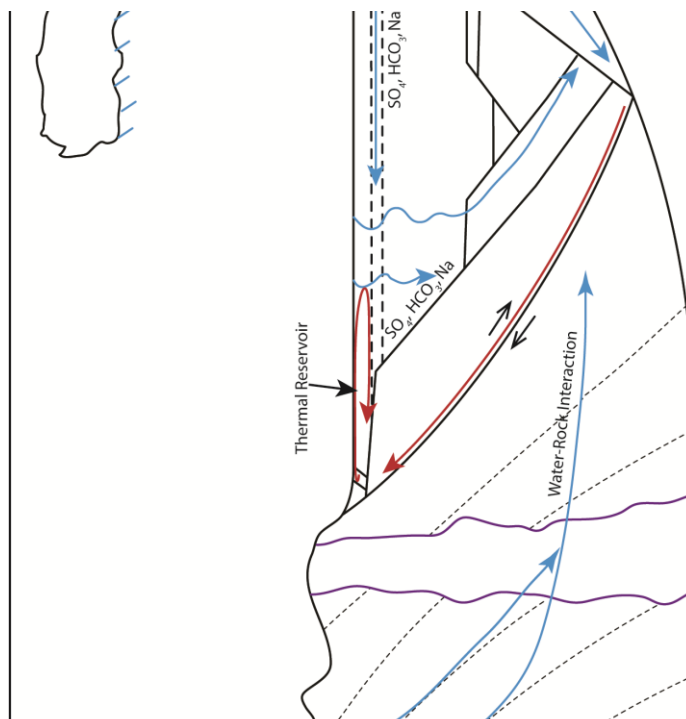 SO₄, HCO₃, Na
SO₄, HCO₃, Na
Thermal Reservoir
Water-Rock Interaction